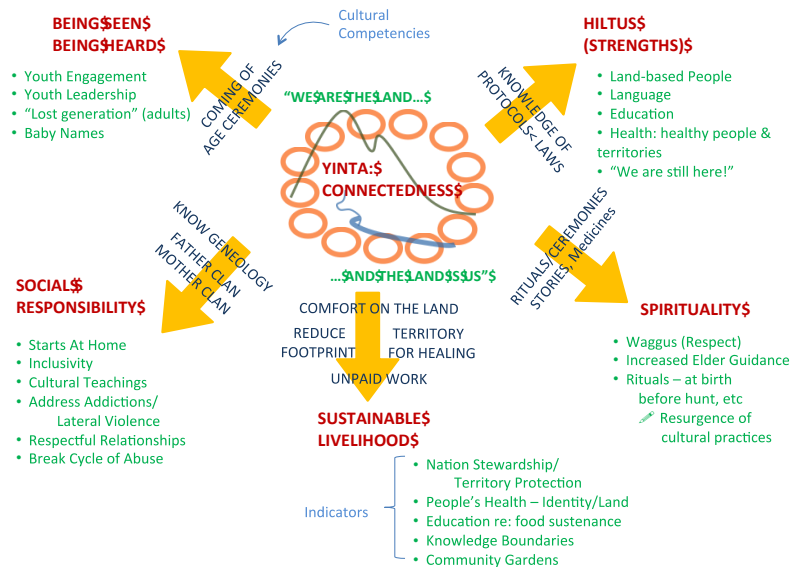 BEING$SEEN$
BEING$HEARD$
• Youth Engagement
• Youth Leadership
• “Lost generation” (adults)
• Baby Names
COMING OF
AGE CEREMONIES
Cultural
Competencies
HILTUS$
(STRENGTHS)$
• Land-based People
• Language
• Education
• Health: healthy people &
territories
• “We are still here!”
KNOWLEDGE OF
PROTOCOLS< LAWS
“WE$ARE$THE$LAND…$
YINTA:$
CONNECTEDNESS$
…$AND$THE$LAND$IS$US”$
KNOW GENEOLOGY
FATHER CLAN
MOTHER CLAN
SOCIAL$$
RESPONSIBILITY$
• Starts At Home
• Inclusivity
• Cultural Teachings
• Address Addictions/
Lateral Violence
• Respectful Relationships
• Break Cycle of Abuse
COMFORT ON THE LAND
REDUCE
FOOTPRINT
TERRITORY
FOR HEALING
UNPAID WORK
SUSTAINABLE$
LIVELIHOOD$
Indicators
• Nation Stewardship/
Territory Protection
• People’s Health – Identity/Land
• Education re: food sustenance
• Knowledge Boundaries
• Community Gardens
RITUALS/CEREMONIES
STORIES, Medicines
SPIRITUALITY$
• Waggus (Respect)
• Increased Elder Guidance
• Rituals – at birth
before hunt, etc
Resurgence of
cultural practices